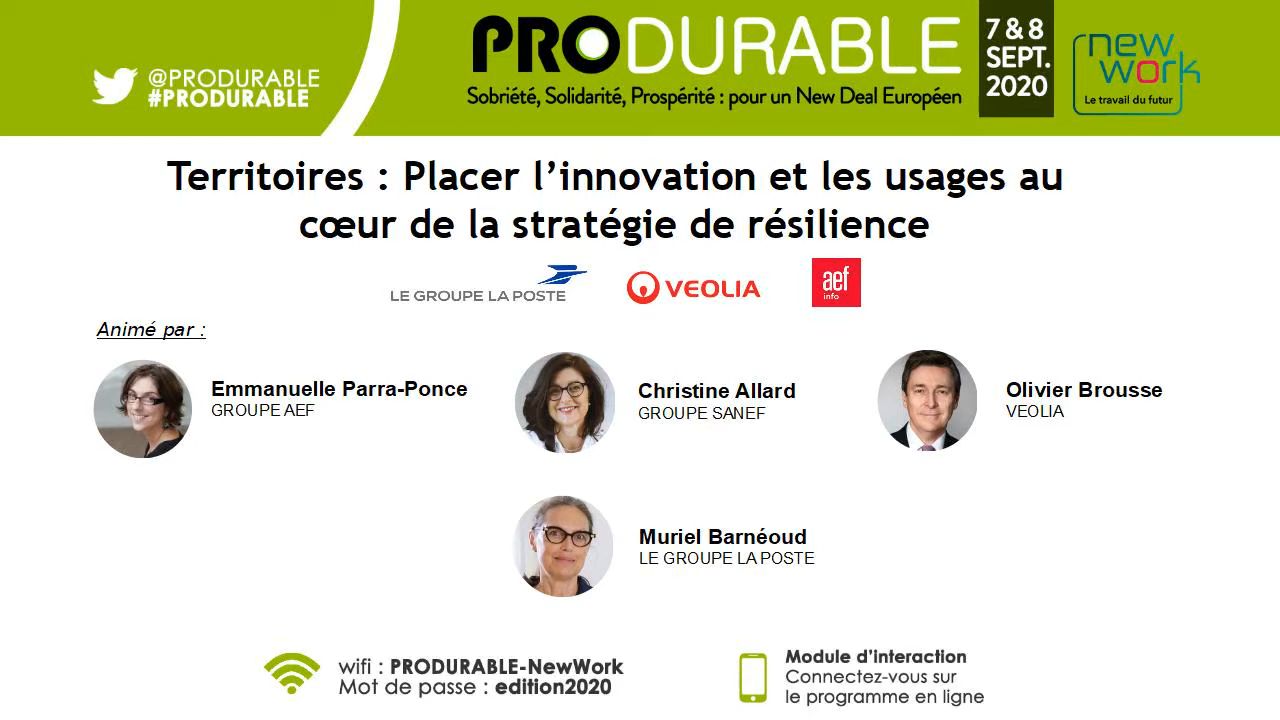 @PRODURABLE
#PRODURABLE
PRODURABLE
Sobriété, Solidarité, Prospérité : pour un New Deal Européen
7 & 8
SEPT.
2020
new
work
Le travail du futur
Territoires : Placer l’innovation et les usages au
cœur de la stratégie de résilience
LE GROUPE LA POSTE
VEOLIA
aef
info
Animé par :
Emmanuelle Parra-Ponce
GROUPE AEF
Christine Allard
GROUPE SANEF
Olivier Brousse
VEOLIA
Muriel Barnéoud
LE GROUPE LA POSTE
wifi : PRODURABLE-NewWork
Mot de passe : edition2020
Module d’interaction
Connectez-vous sur
le programme en ligne